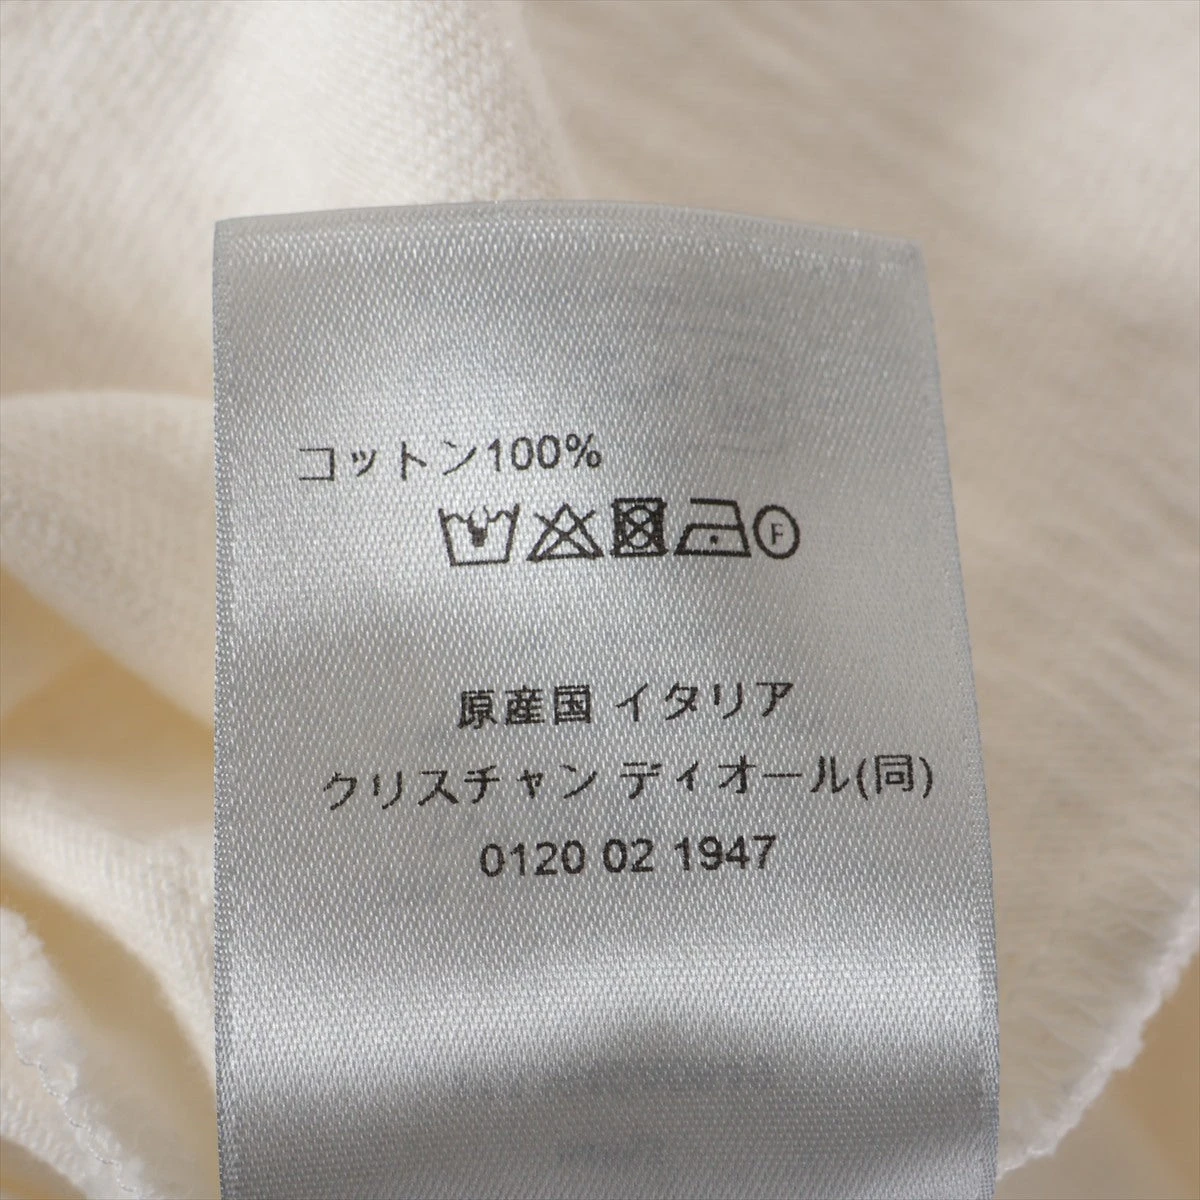 コットン100%
F
原産国 イタリア
クリスチャン ディオール(同)
0120 02 1947